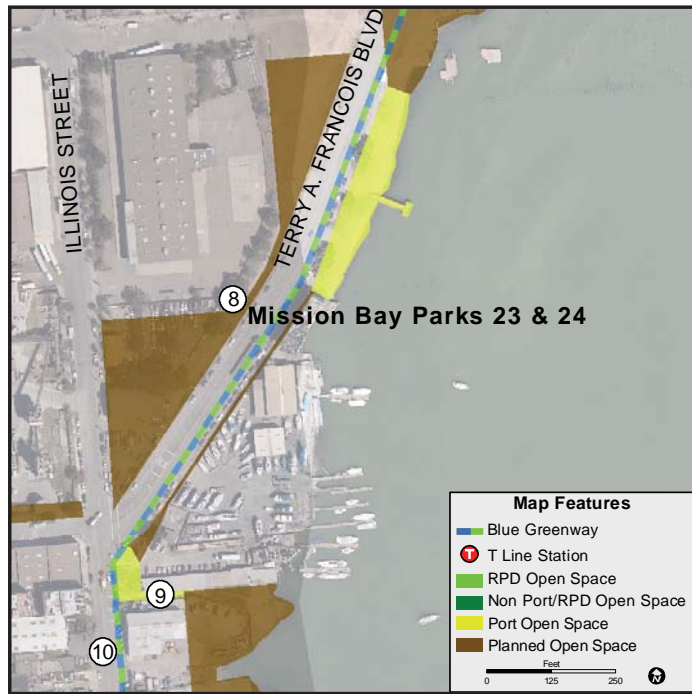 ILLINOIS STREET
TERRY A. FRANCOIS BLVD
8
Mission Bay Parks 23 & 24
9
10
Map Features
Blue Greenway
T
T Line Station
RPD Open Space
Non Port/RPD Open Space
Port Open Space
Planned Open Space
Feet
0 125 250
N